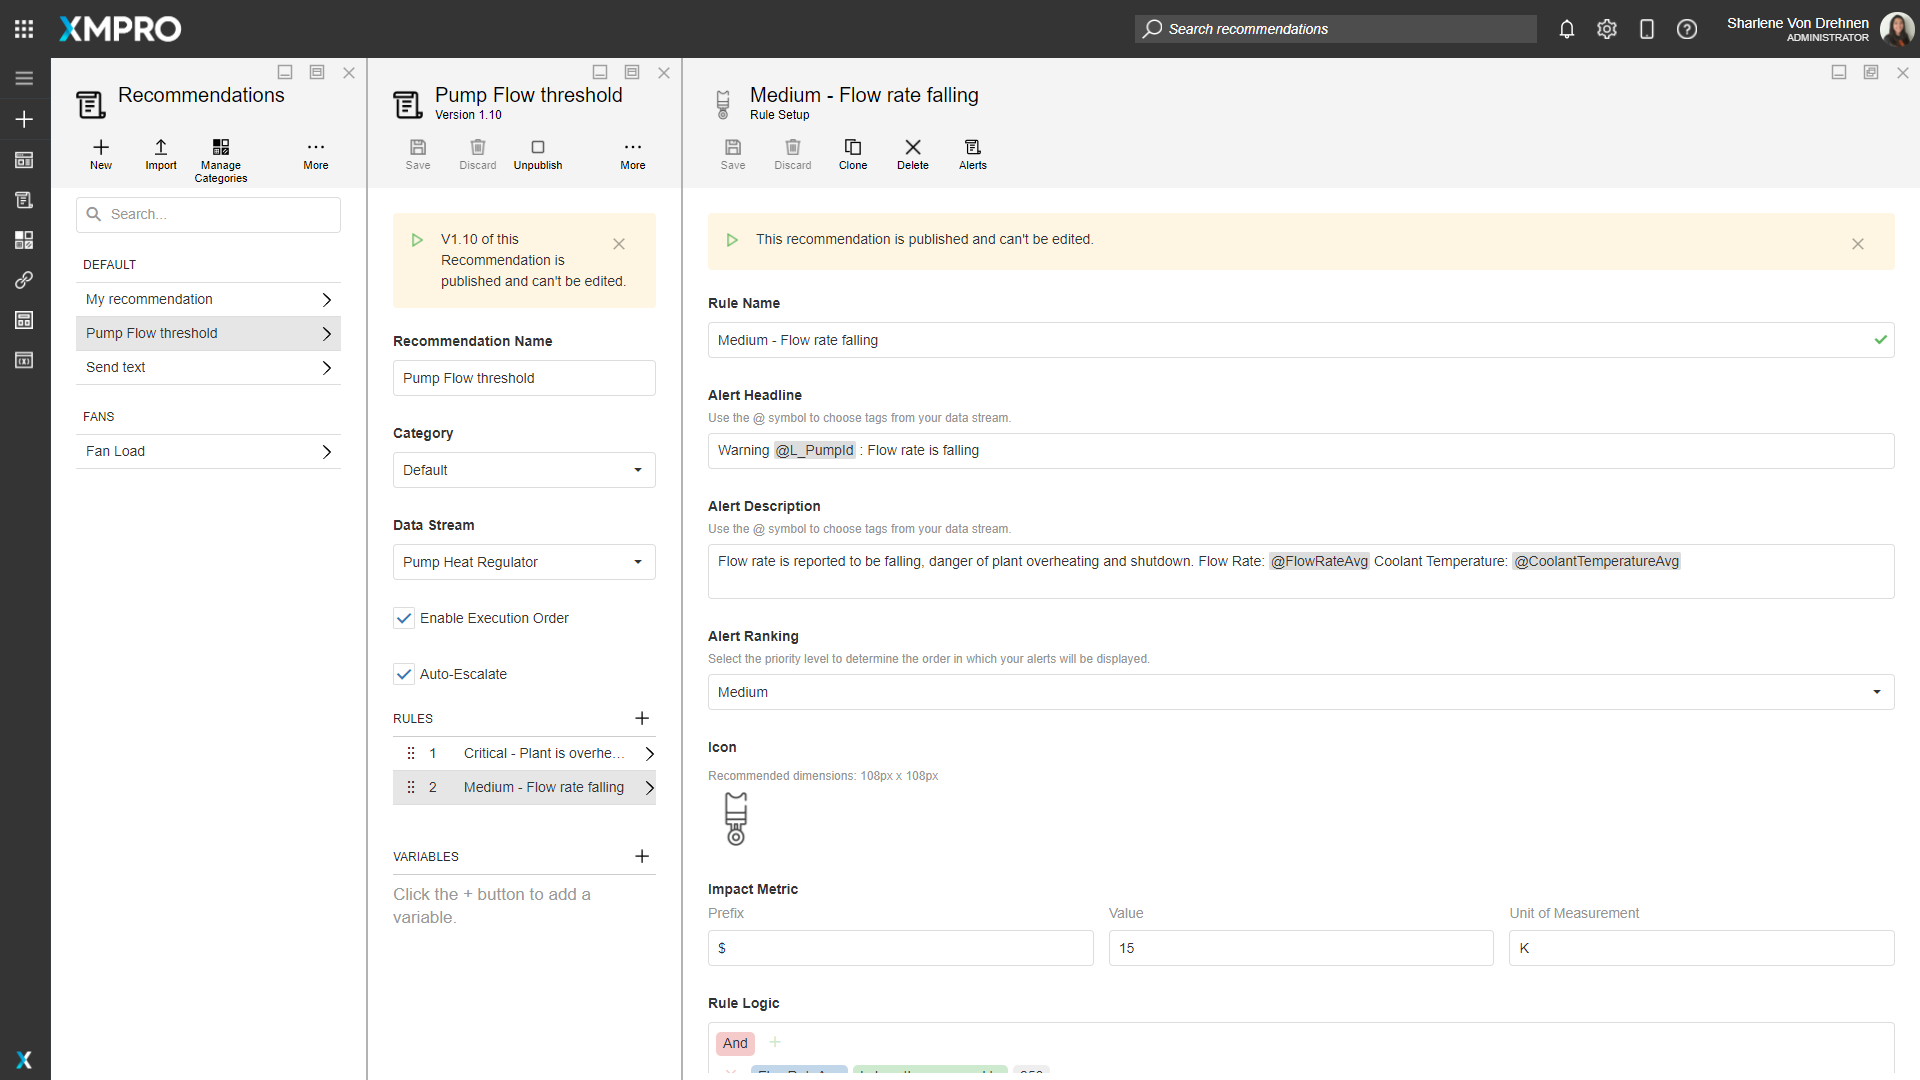 XMPRO
Search recommendations
Sharlene Von Drehnen
ADMINISTRATOR
Recommendations
New
Import
Manage Categories
More
Search...
DEFAULT
My recommendation
Pump Flow threshold
Send text
FANS
Fan Load
Pump Flow threshold
Version 1.10
Save
Discard
Unpublish
More
V1.10 of this
Recommendation is
published and can't be edited.
Recommendation Name
Pump Flow threshold
Category
Default
Data Stream
Pump Heat Regulator
Enable Execution Order
Auto-Escalate
RULES
1 Critical - Plant is overhe...
2 Medium - Flow rate falling
VARIABLES
Click the + button to add a
variable.
Medium - Flow rate falling
Rule Setup
Save
Discard
Clone
Delete
Alerts
This recommendation is published and can't be edited.
Rule Name
Medium - Flow rate falling
Alert Headline
Use the @ symbol to choose tags from your data stream.
Warning @L_PumpId : Flow rate is falling
Alert Description
Use the @ symbol to choose tags from your data stream.
Flow rate is reported to be falling, danger of plant overheating and shutdown. Flow Rate: @FlowRateAvg Coolant Temperature: @CoolantTemperatureAvg
Alert Ranking
Select the priority level to determine the order in which your alerts will be displayed.
Medium
Icon
Recommended dimensions: 108px x 108px
Impact Metric
Prefix
Value
Unit of Measurement
$
15
K
Rule Logic
And